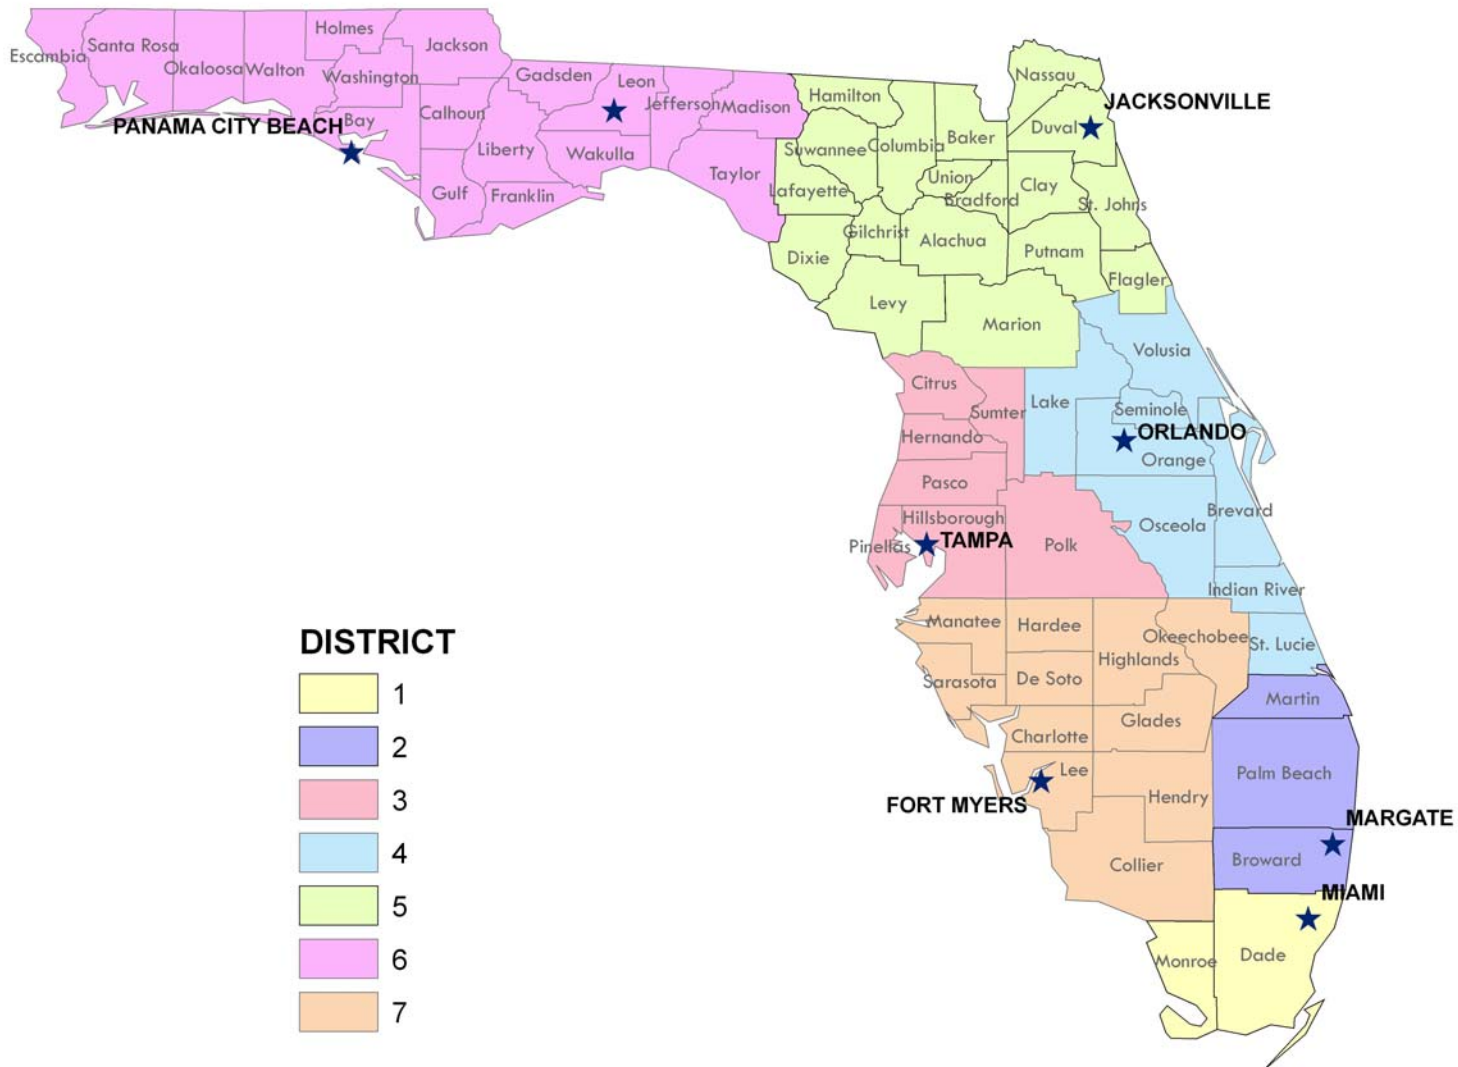 Holmes
Santa Rosa
Jackson
Escambia
Okaloosa
Walton
Washington
Gadsden
Leon
Nassau
Hamilton
JACKSONVILLE
Jefferson
Madison
Calhoun
Bay
PANAMA CITY BEACH
Duval
Baker
Columbia
Suwannee
Liberty
Wakulla
Taylor
Union
Clay
Lafayette
Gulf
Franklin
Bradford
St. Johns
Gilchrist
Alachua
Putnam
Dixie
Flagler
Levy
Marion
Volusia
Citrus
Lake
Sumter
Seminole
ORLANDO
Hernando
Orange
Pasco
Brevard
Hillsborough
Osceola
TAMPA
Pinellas
Polk
Indian River
Manatee
Hardee
Okeechobee
St. Lucie
DISTRICT
Highlands
Sarasota
De Soto
1
Martin
Glades
Charlotte
2
Lee
Palm Beach
3
Hendry
FORT MYERS
MARGATE
4
Collier
Broward
MIAMI
5
6
Monroe
Dade
7